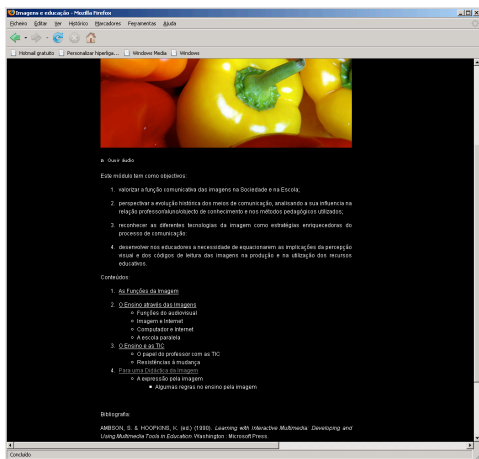 Imagens e educação - Mozilla Firefox
Ficheiro Editar Ver Histórico Marcadores Ferramentas Ajuda
Hotmail gratuito Personalizar hiperliga... Windows Media Windows
Ouvir áudio
Este módulo tem como objectivos:
1. valorizar a função comunicativa das imagens na Sociedade e na Escola;
2. perspectivar a evolução histórica dos meios de comunicação, analisando a sua influência na
relação professor/aluno/objecto de conhecimento e nos métodos pedagógicos utilizados;
3. reconhecer as diferentes tecnologias da imagem como estratégias enriquecedoras do
processo de comunicação;
4. desenvolver nos educadores a necessidade de equacionarem as implicações da percepção
visual e dos códigos de leitura das imagens na produção e na utilização dos recursos
educativos.
Conteúdos:
1. As Funções da Imagem
2. O Ensino através das Imagens
Funções do audiovisual
Imagem e Internet
Computador e Internet
A escola paralela
3. O Ensino e as TIC
O papel do professor com as TIC
Resistências à mudança
4. Para uma Didáctica da Imagem
A expressão pela imagem
Algumas regras no ensino pela imagem
Bibliografia:
AMBSON, S. & HOOPKINS, K. (ed.) (1990). Learning with Interactive Multimedia: Developing and
Using Multimedia Tools in Education. Washington : Microsoft Press.
Concluído